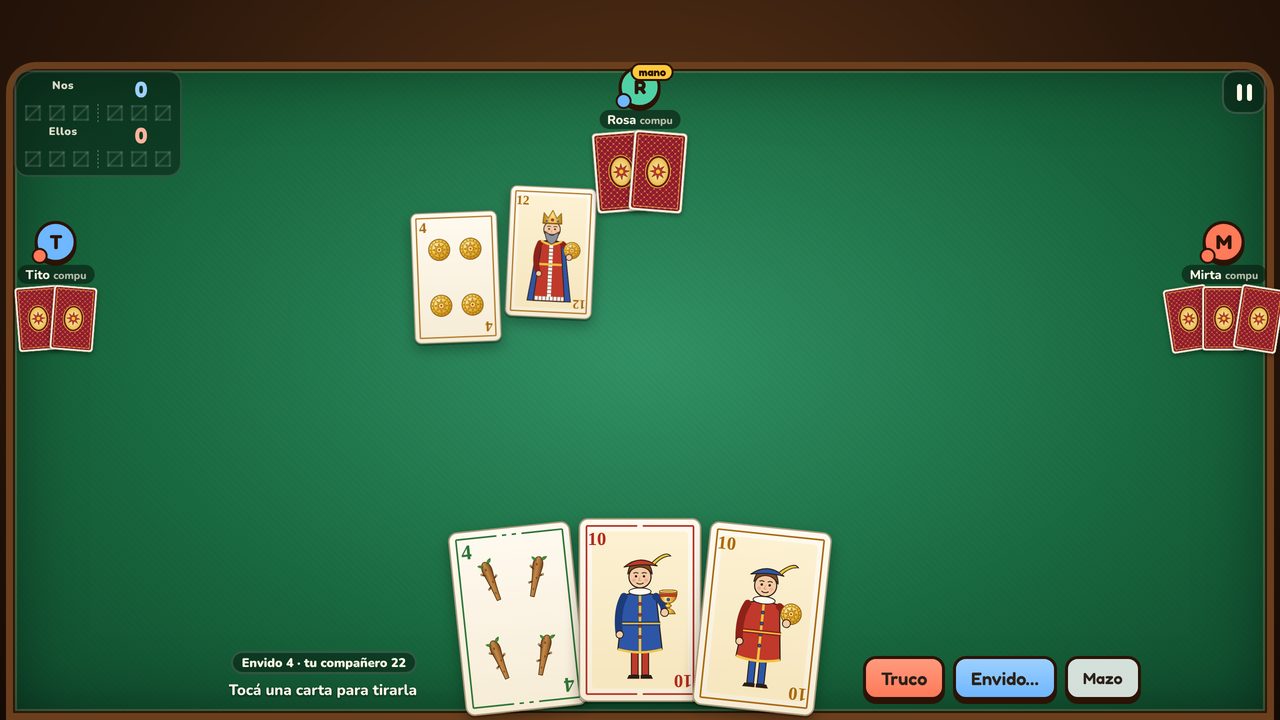 Nos 0
Ellos 0
mano
R
Rosa compu
T
Tito compu
M
Mirta compu
4
4
12
12
4
4
10
10
10
10
Envido 4 · tu compañero 22
Tocá una carta para tirarla
Truco
Envido...
Mazo